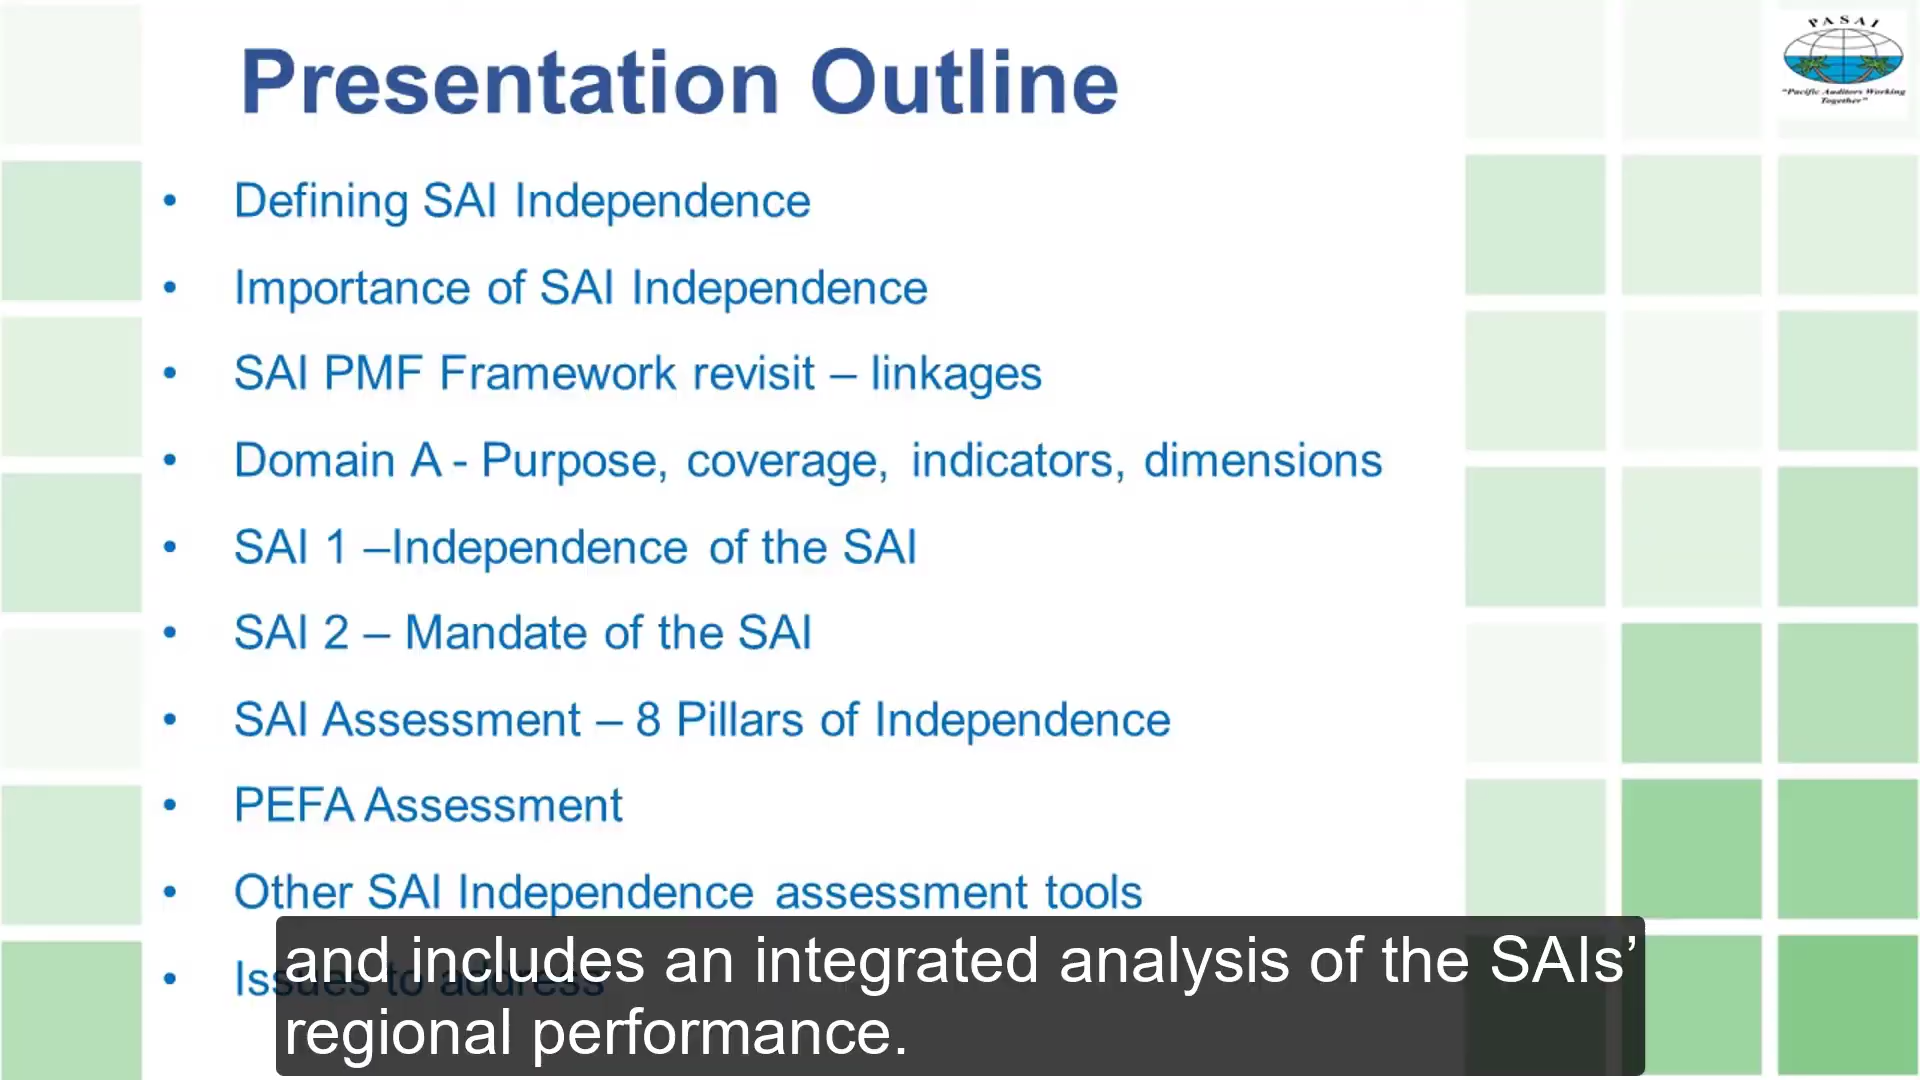 Presentation Outline
PASAI
"Pacific Auditors Working
Together"
• Defining SAI Independence
• Importance of SAI Independence
• SAI PMF Framework revisit – linkages
• Domain A - Purpose, coverage, indicators, dimensions
• SAI 1 –Independence of the SAI
• SAI 2 – Mandate of the SAI
• SAI Assessment – 8 Pillars of Independence
• PEFA Assessment
• Other SAI Independence assessment tools
• Issues to address
and includes an integrated analysis of the SAIs’
regional performance.